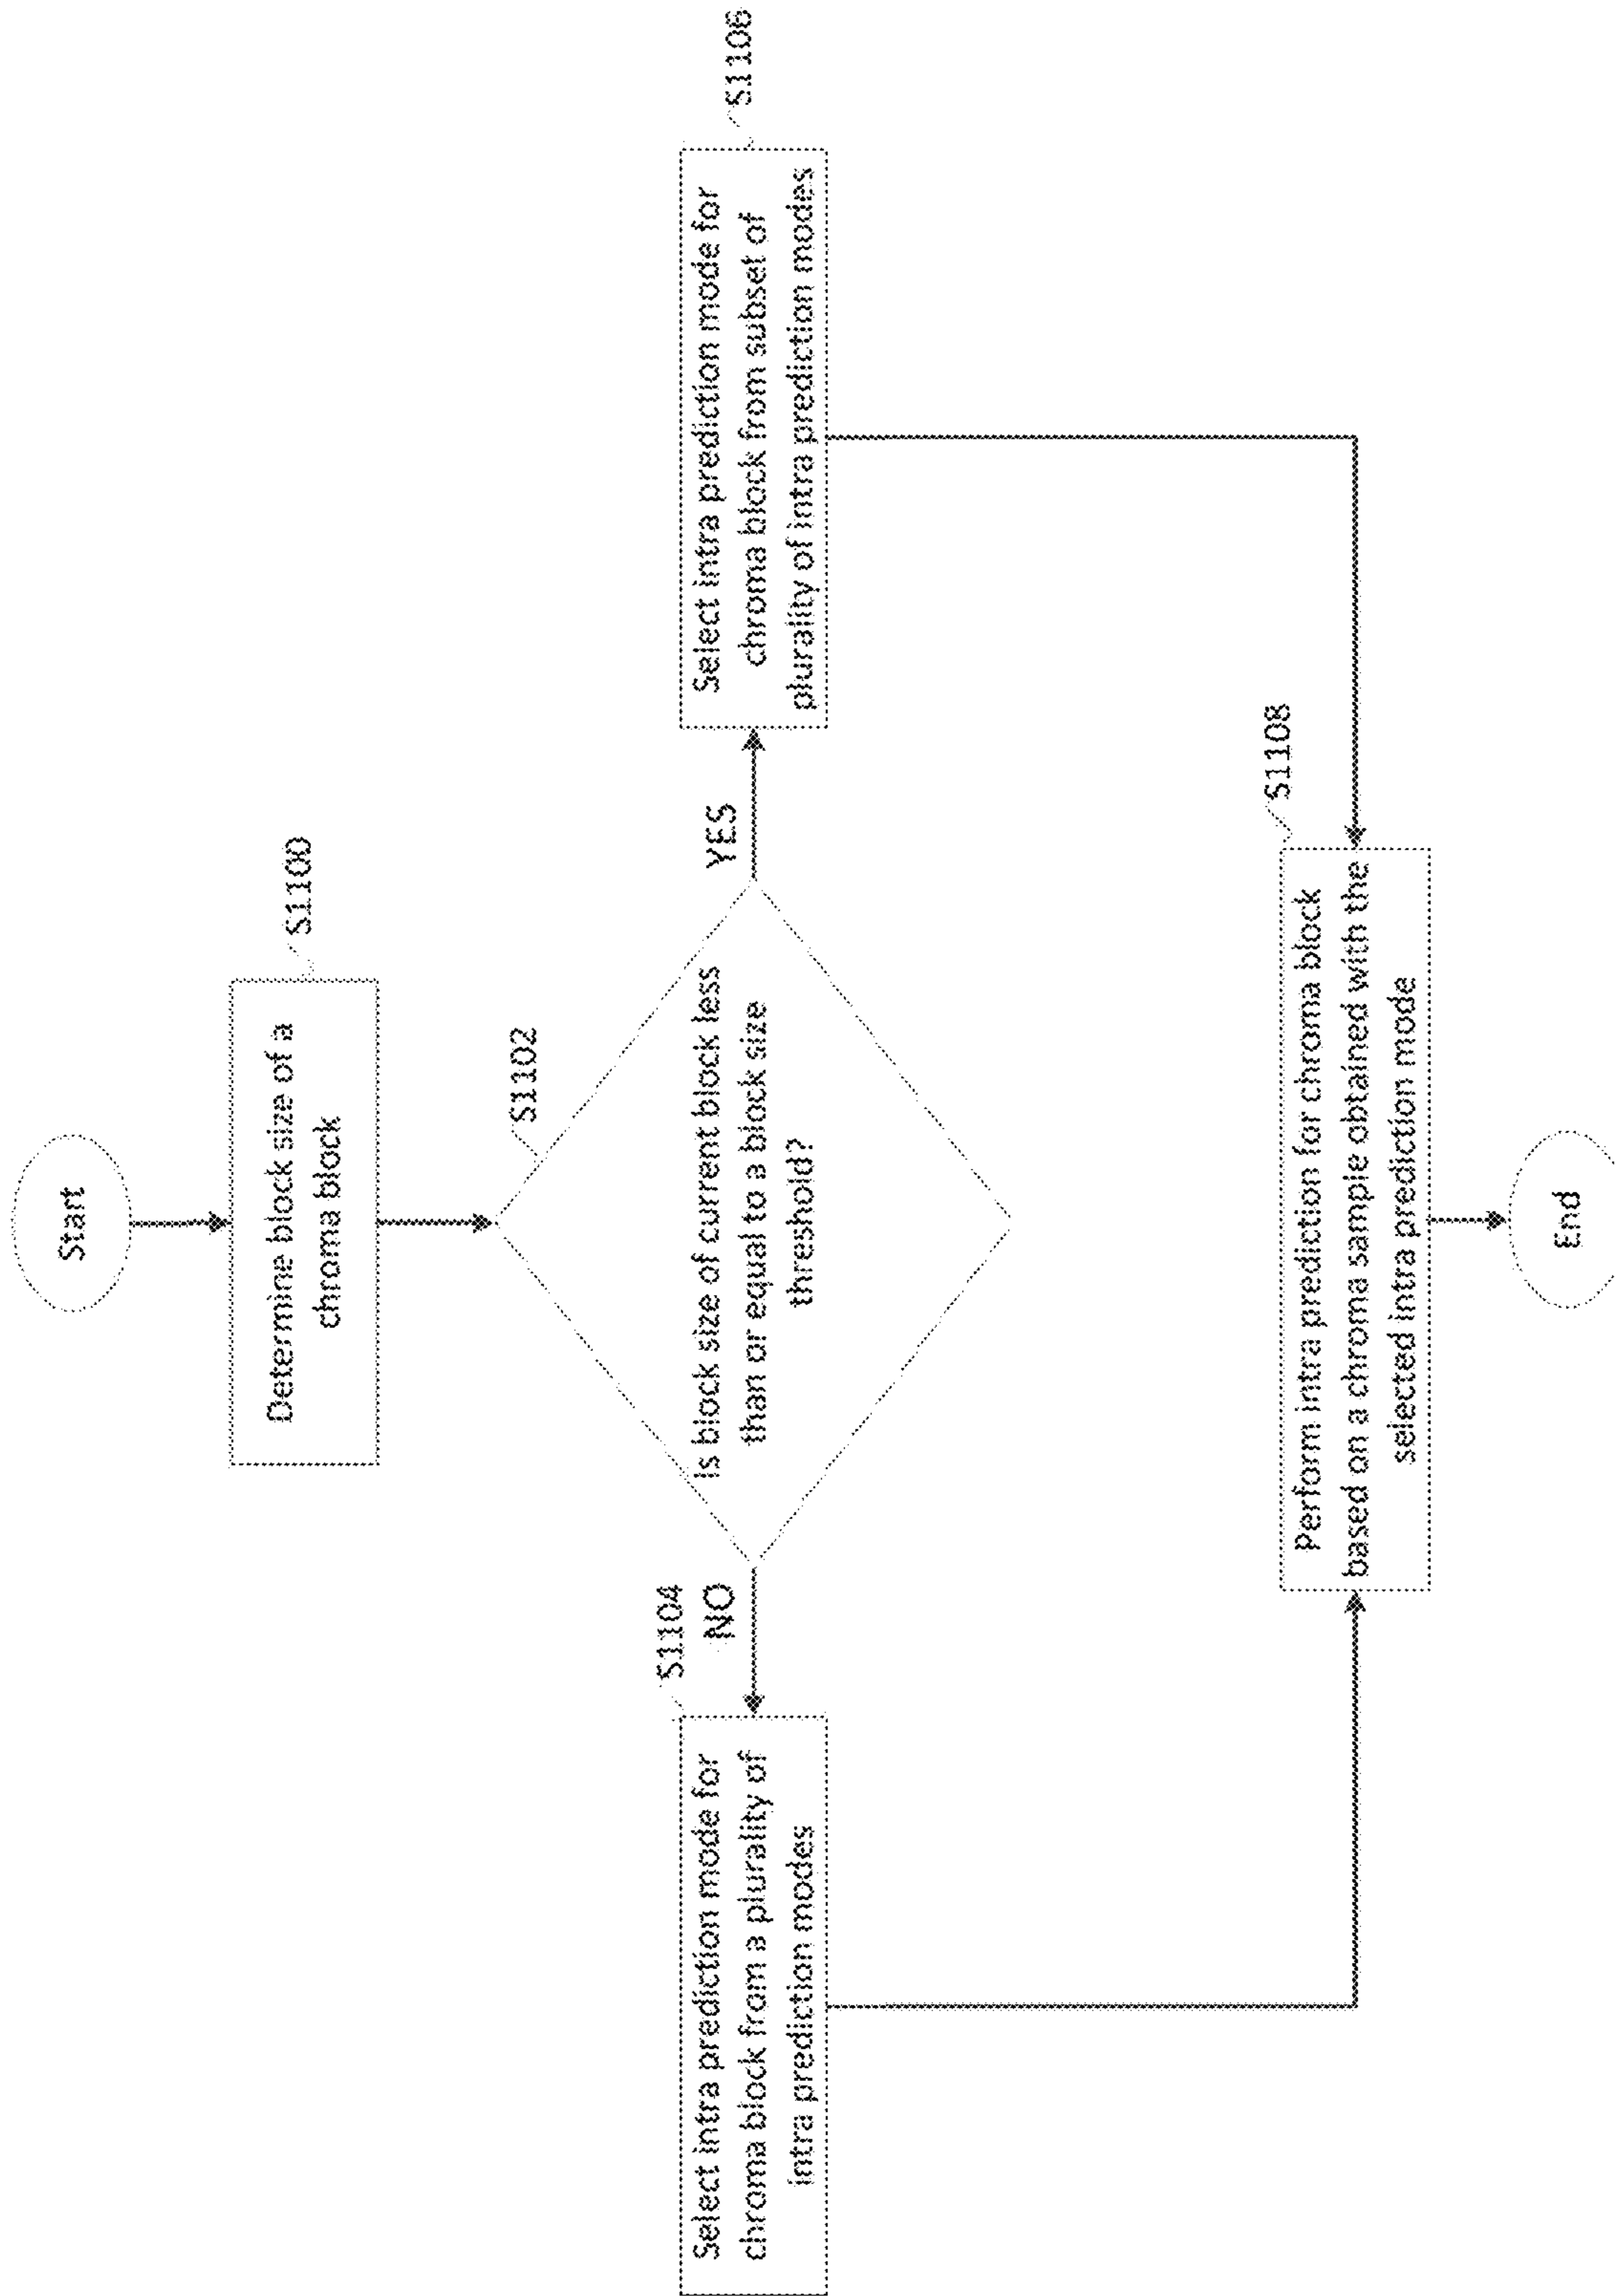 Start
S1100
Determine block size of a
chroma block
S1102
Is block size of current block less
than or equal to a block size
threshold?
NO
YES
S1104
Select intra prediction mode for
chroma block from a plurality of
intra prediction modes
S1106
Select intra prediction mode for
chroma block from subset of
plurality of intra prediction modes
S1108
Perform intra prediction for chroma block
based on a chroma sample obtained with the
selected intra prediction mode
End